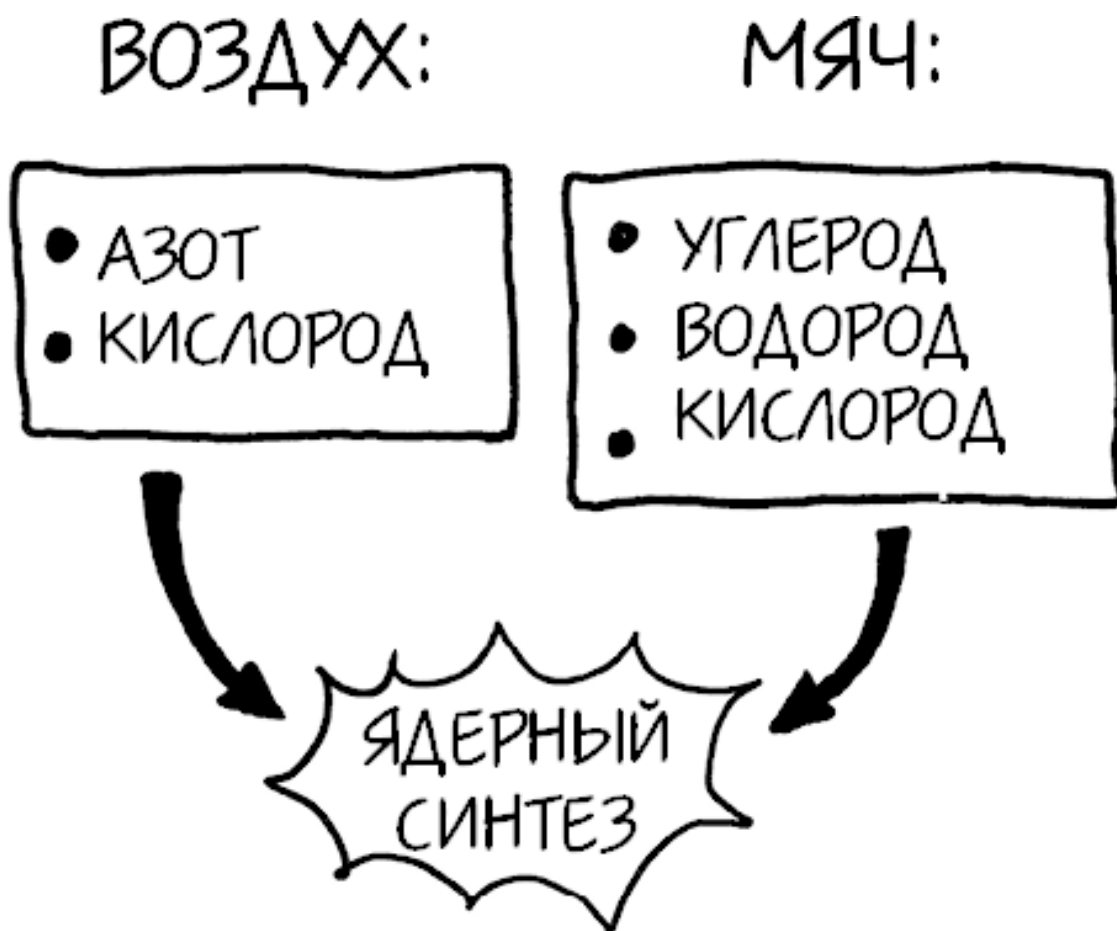 ВОЗДУХ:
• АЗОТ
• КИСЛОРОД
МЯЧ:
• УГЛЕРОД
• ВОДОРОД
• КИСЛОРОД
ЯДЕРНЫЙ
СИНТЕЗ